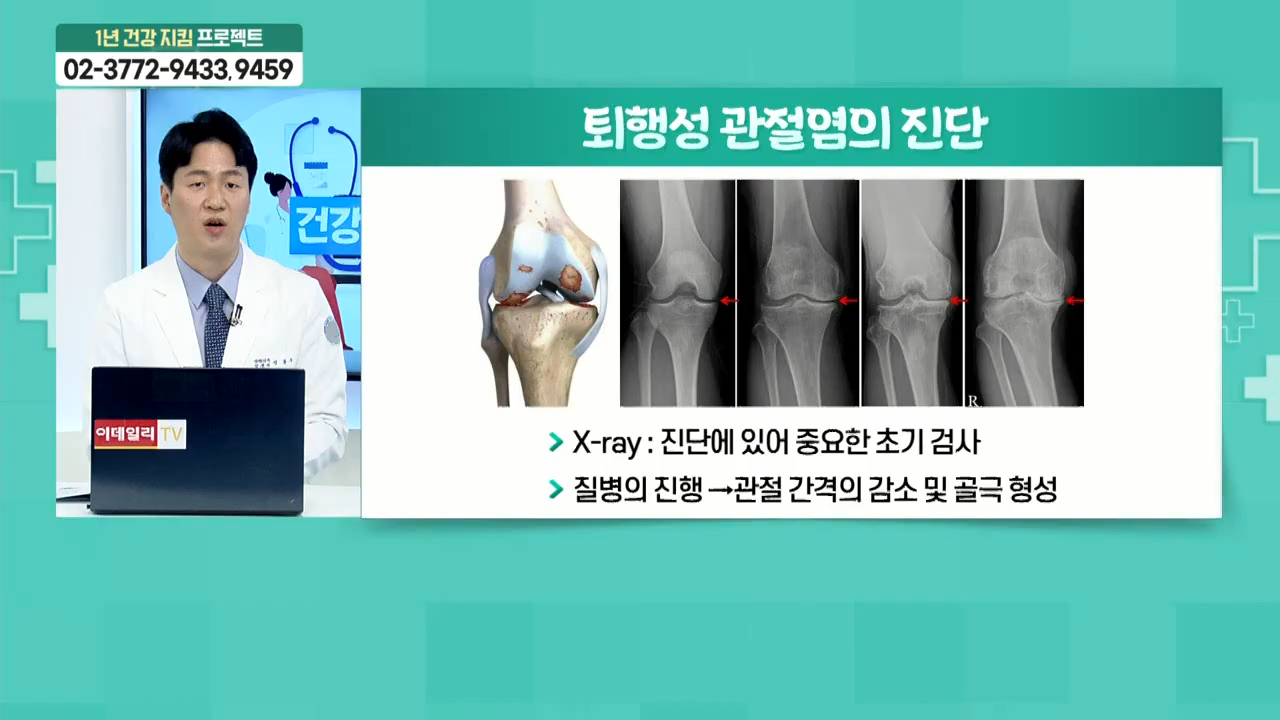 1년 건강 지킴 프로젝트
02-3772-9433, 9459
건강
퇴행성 관절염의 진단
R
이데일리 TV
X-ray : 진단에 있어 중요한 초기 검사
질병의 진행 →관절 간격의 감소 및 골극 형성